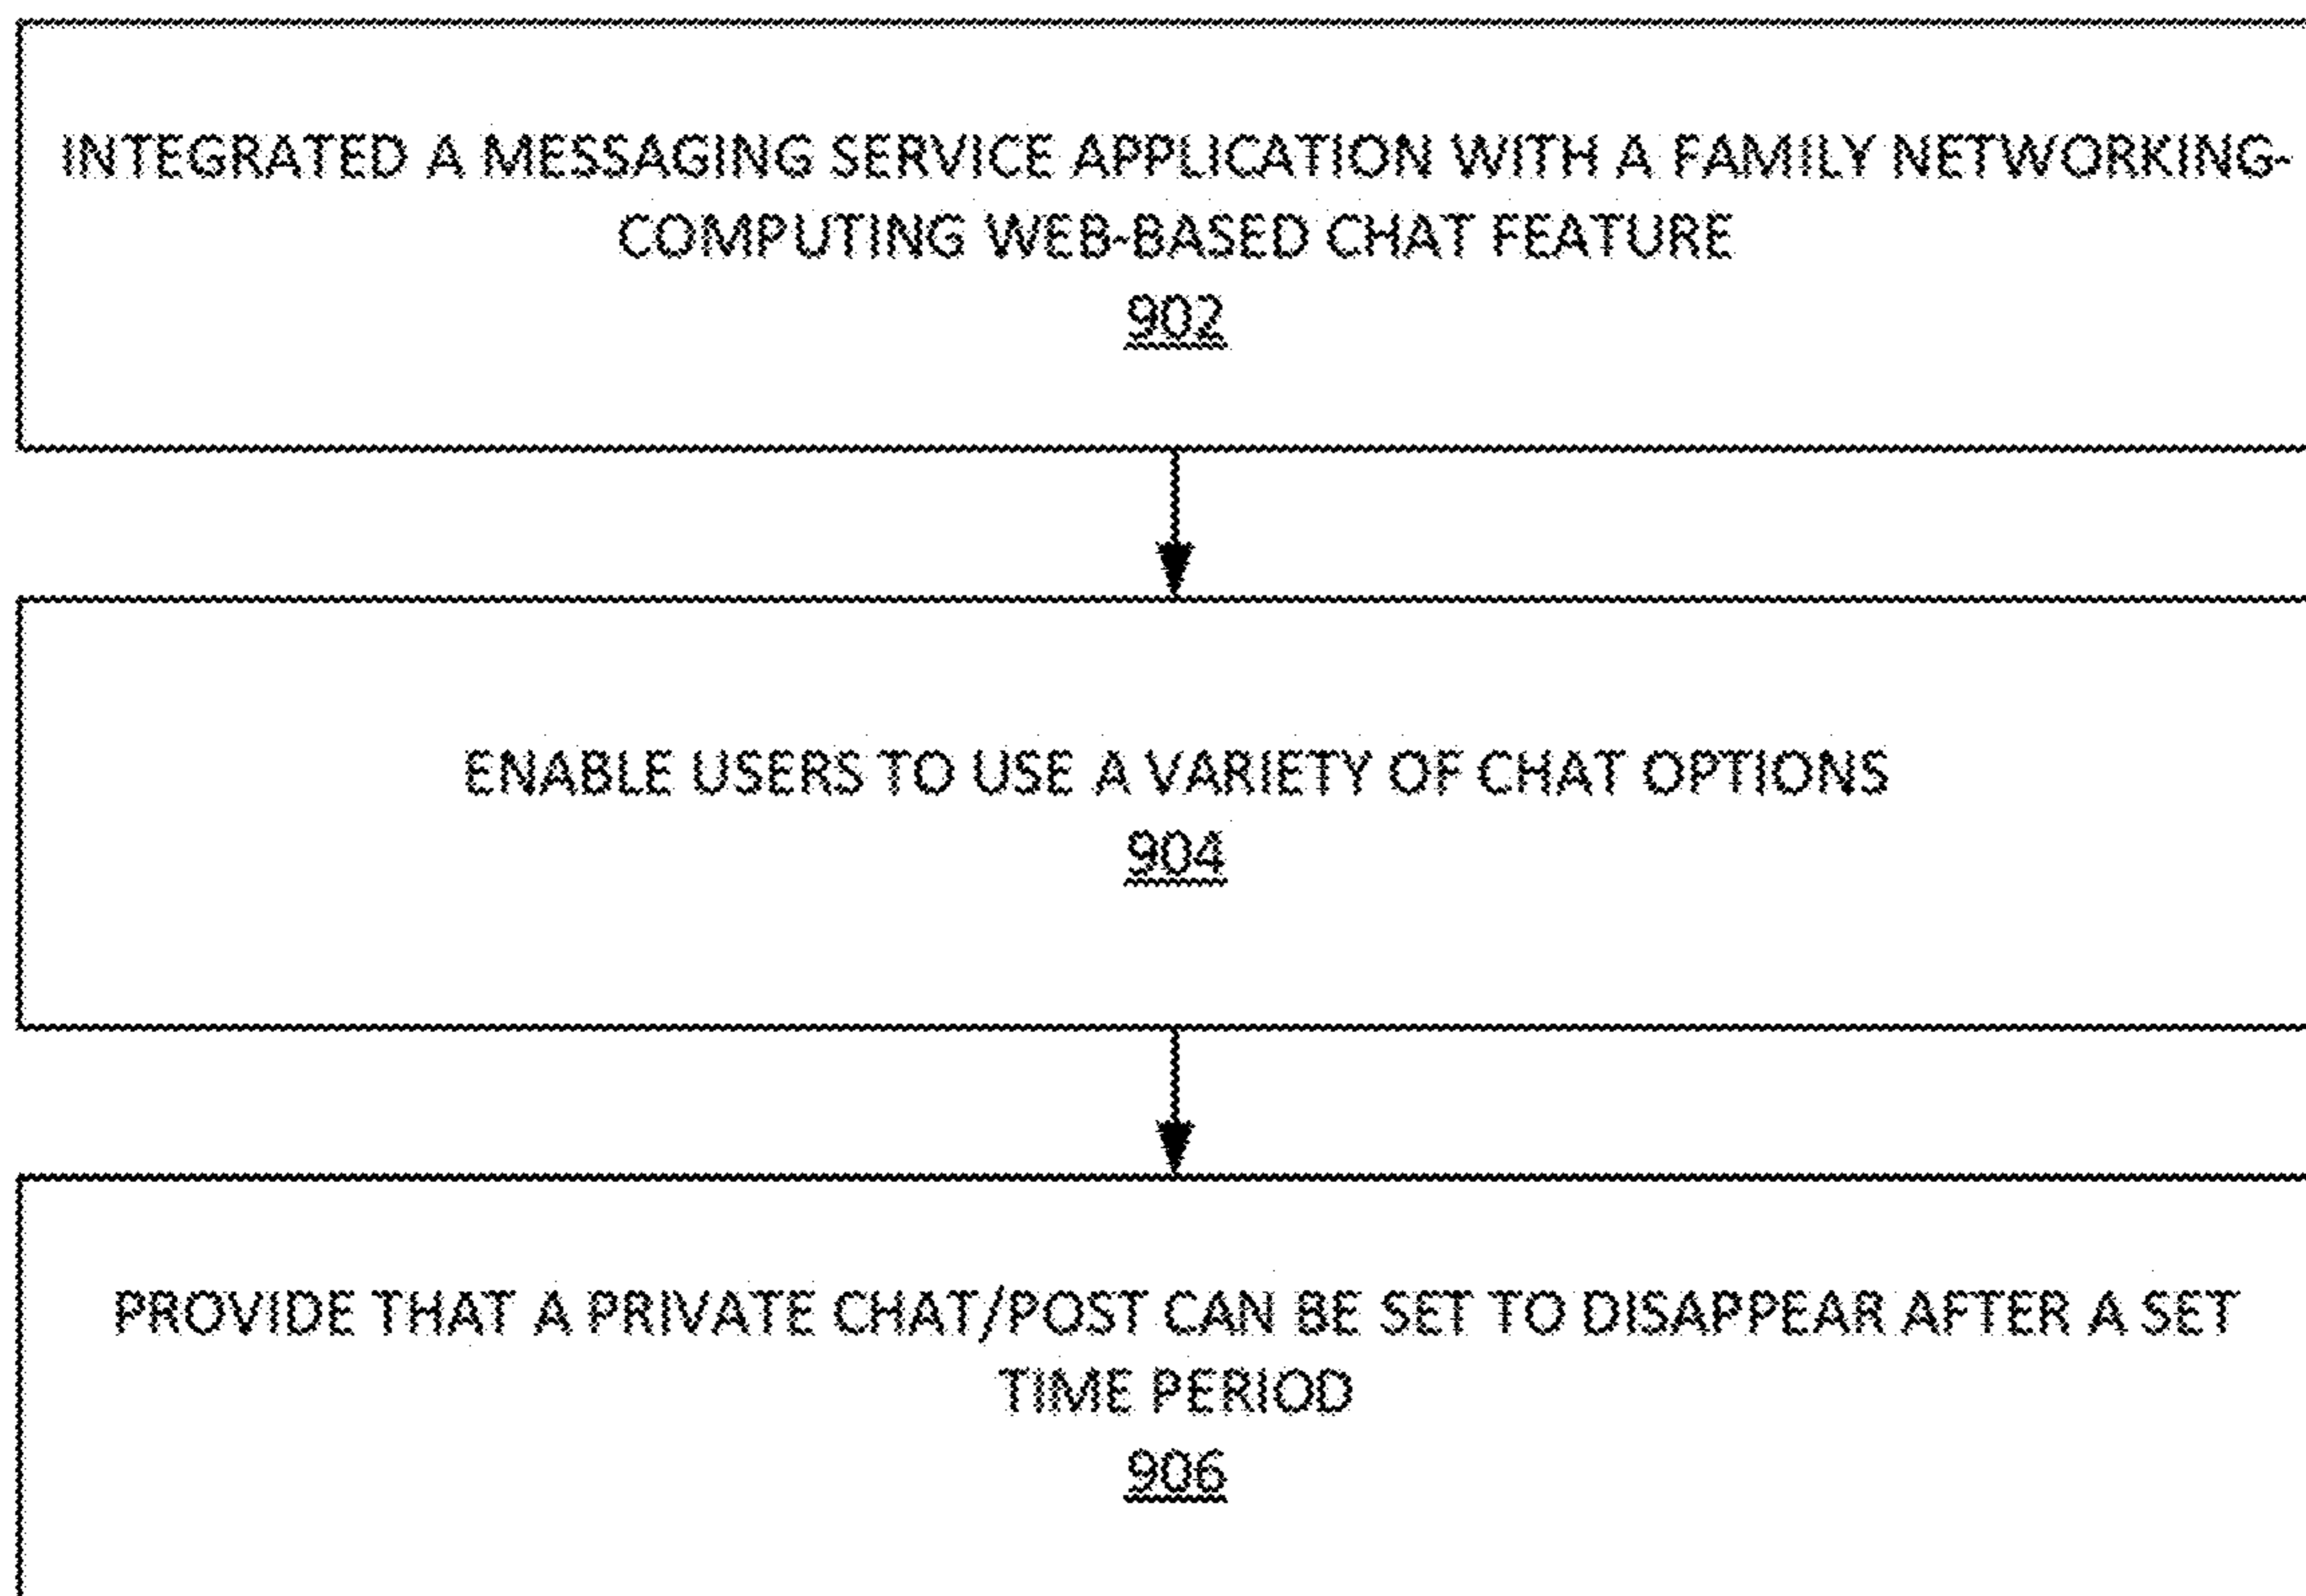 INTEGRATED A MESSAGING SERVICE APPLICATION WITH A FAMILY NETWORKING-
COMPUTING WEB-BASED CHAT FEATURE
902
ENABLE USERS TO USE A VARIETY OF CHAT OPTIONS
904
PROVIDE THAT A PRIVATE CHAT/POST CAN BE SET TO DISAPPEAR AFTER A SET
TIME PERIOD
906